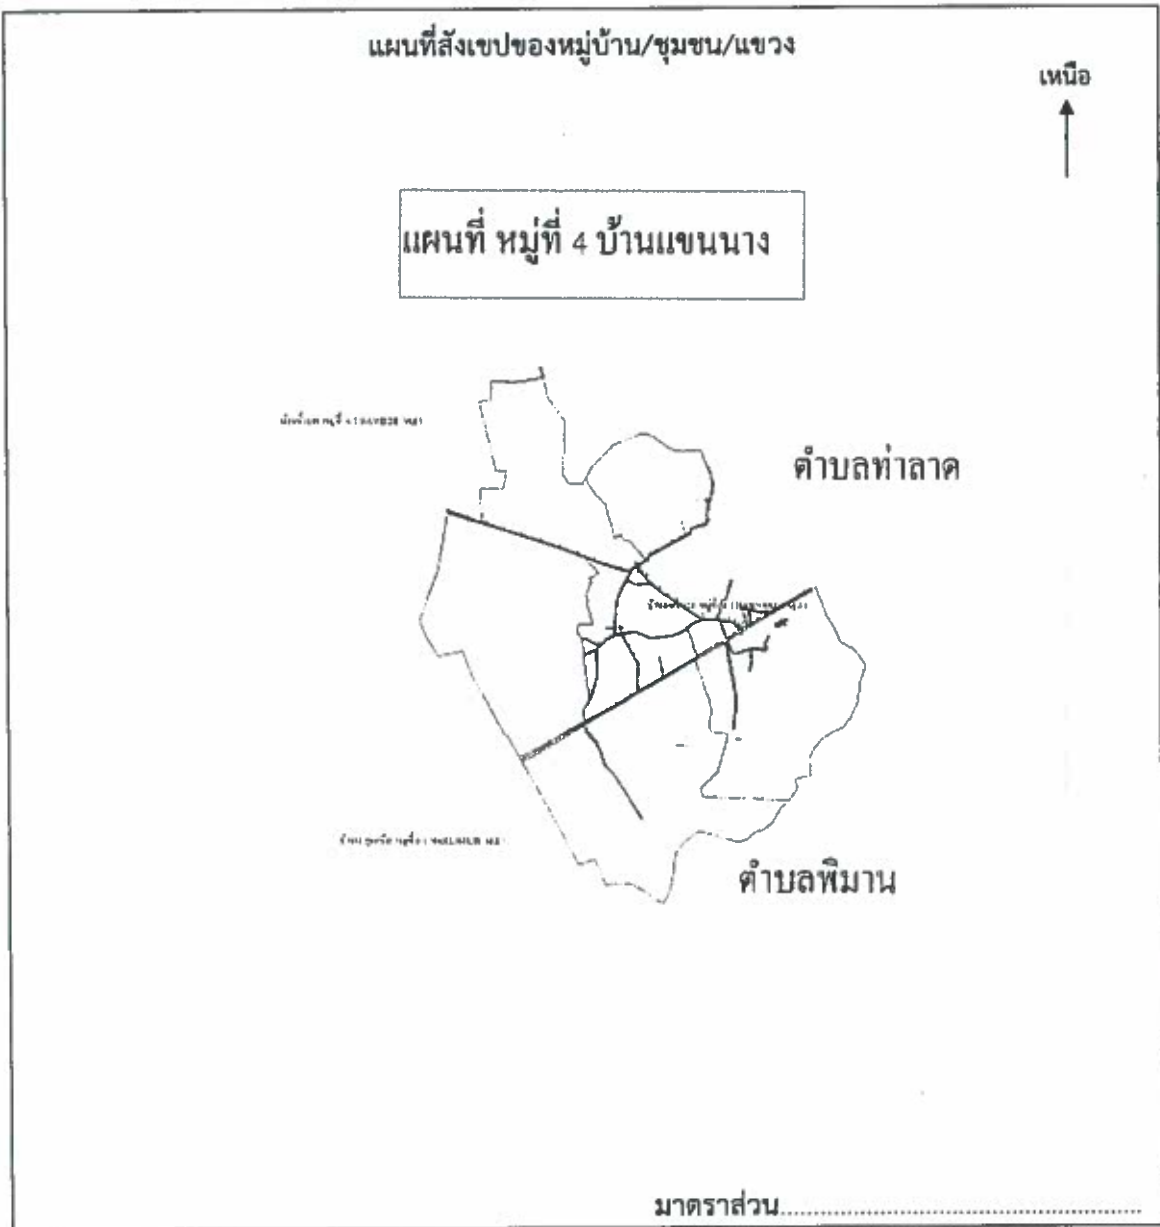 แผนที่สังเขปของหมู่บ้าน/ชุมชน/แขวง
เหนือ
แผนที่ หมู่ที่ 4 บ้านแขนนาง
ตำบลท่าลาด
ตำบลพิมาน
มาตราส่วน......................................................